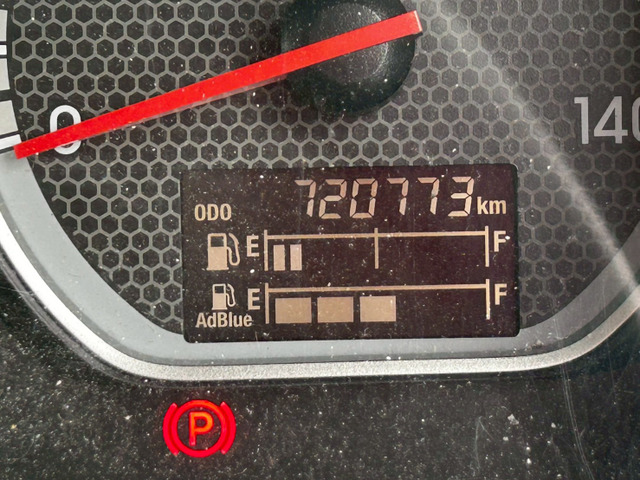 0
140
ODO 720773 km
E F
E F
AdBlue
P